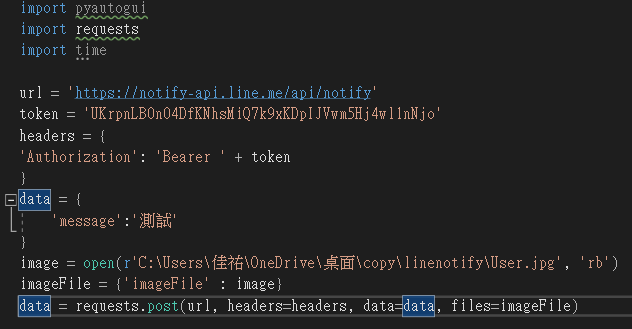 import pyautogui
import requests
import time
url = 'https://notify-api.line.me/api/notify'
token = 'UKrpnLBOnO4DfKNhsMiQ7k9xKDpIJVwm5Hj4wl1nNjo'
headers = {
'Authorization': 'Bearer ' + token
}
data = {
'message':'測試'
}
image = open(r'C:\Users\佳祐\OneDrive\桌面\copy\linenotify\User.jpg', 'rb')
imageFile = {'imageFile' : image}
data = requests.post(url, headers=headers, data=data, files=imageFile)